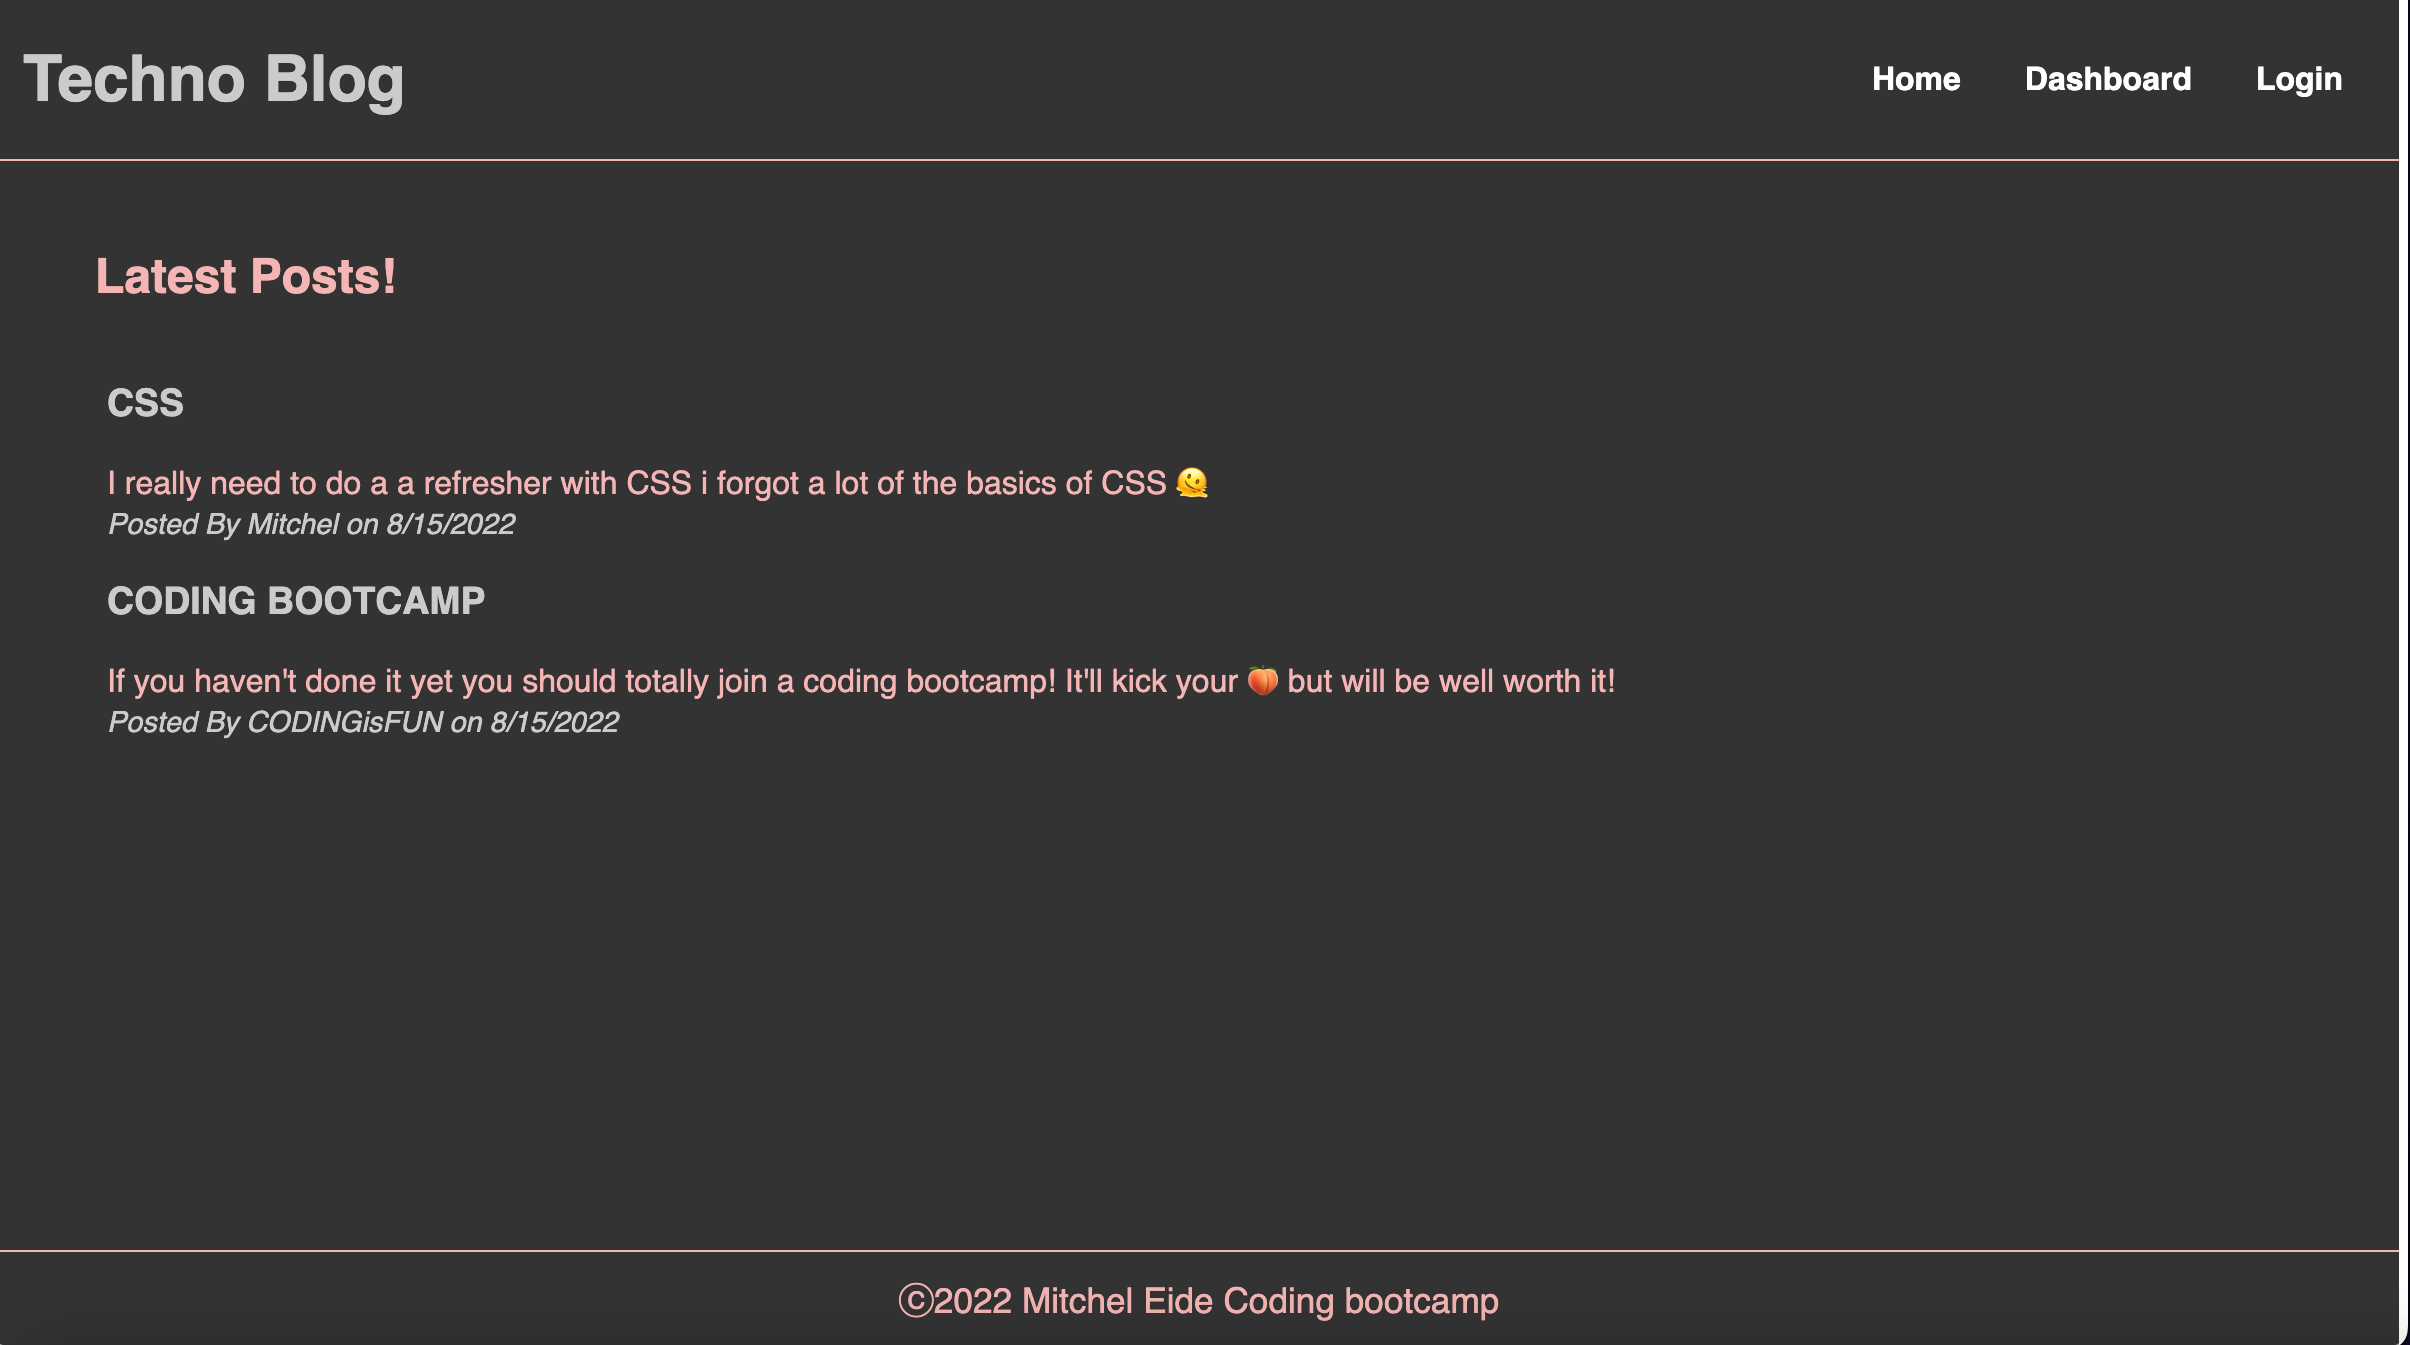 Techno Blog
Home Dashboard Login
Latest Posts!
CSS
I really need to do a a refresher with CSS i forgot a lot of the basics of CSS 🫠
Posted By Mitchel on 8/15/2022
CODING BOOTCAMP
If you haven't done it yet you should totally join a coding bootcamp! It'll kick your 🍑 but will be well worth it!
Posted By CODINGisFUN on 8/15/2022
ⓒ2022 Mitchel Eide Coding bootcamp